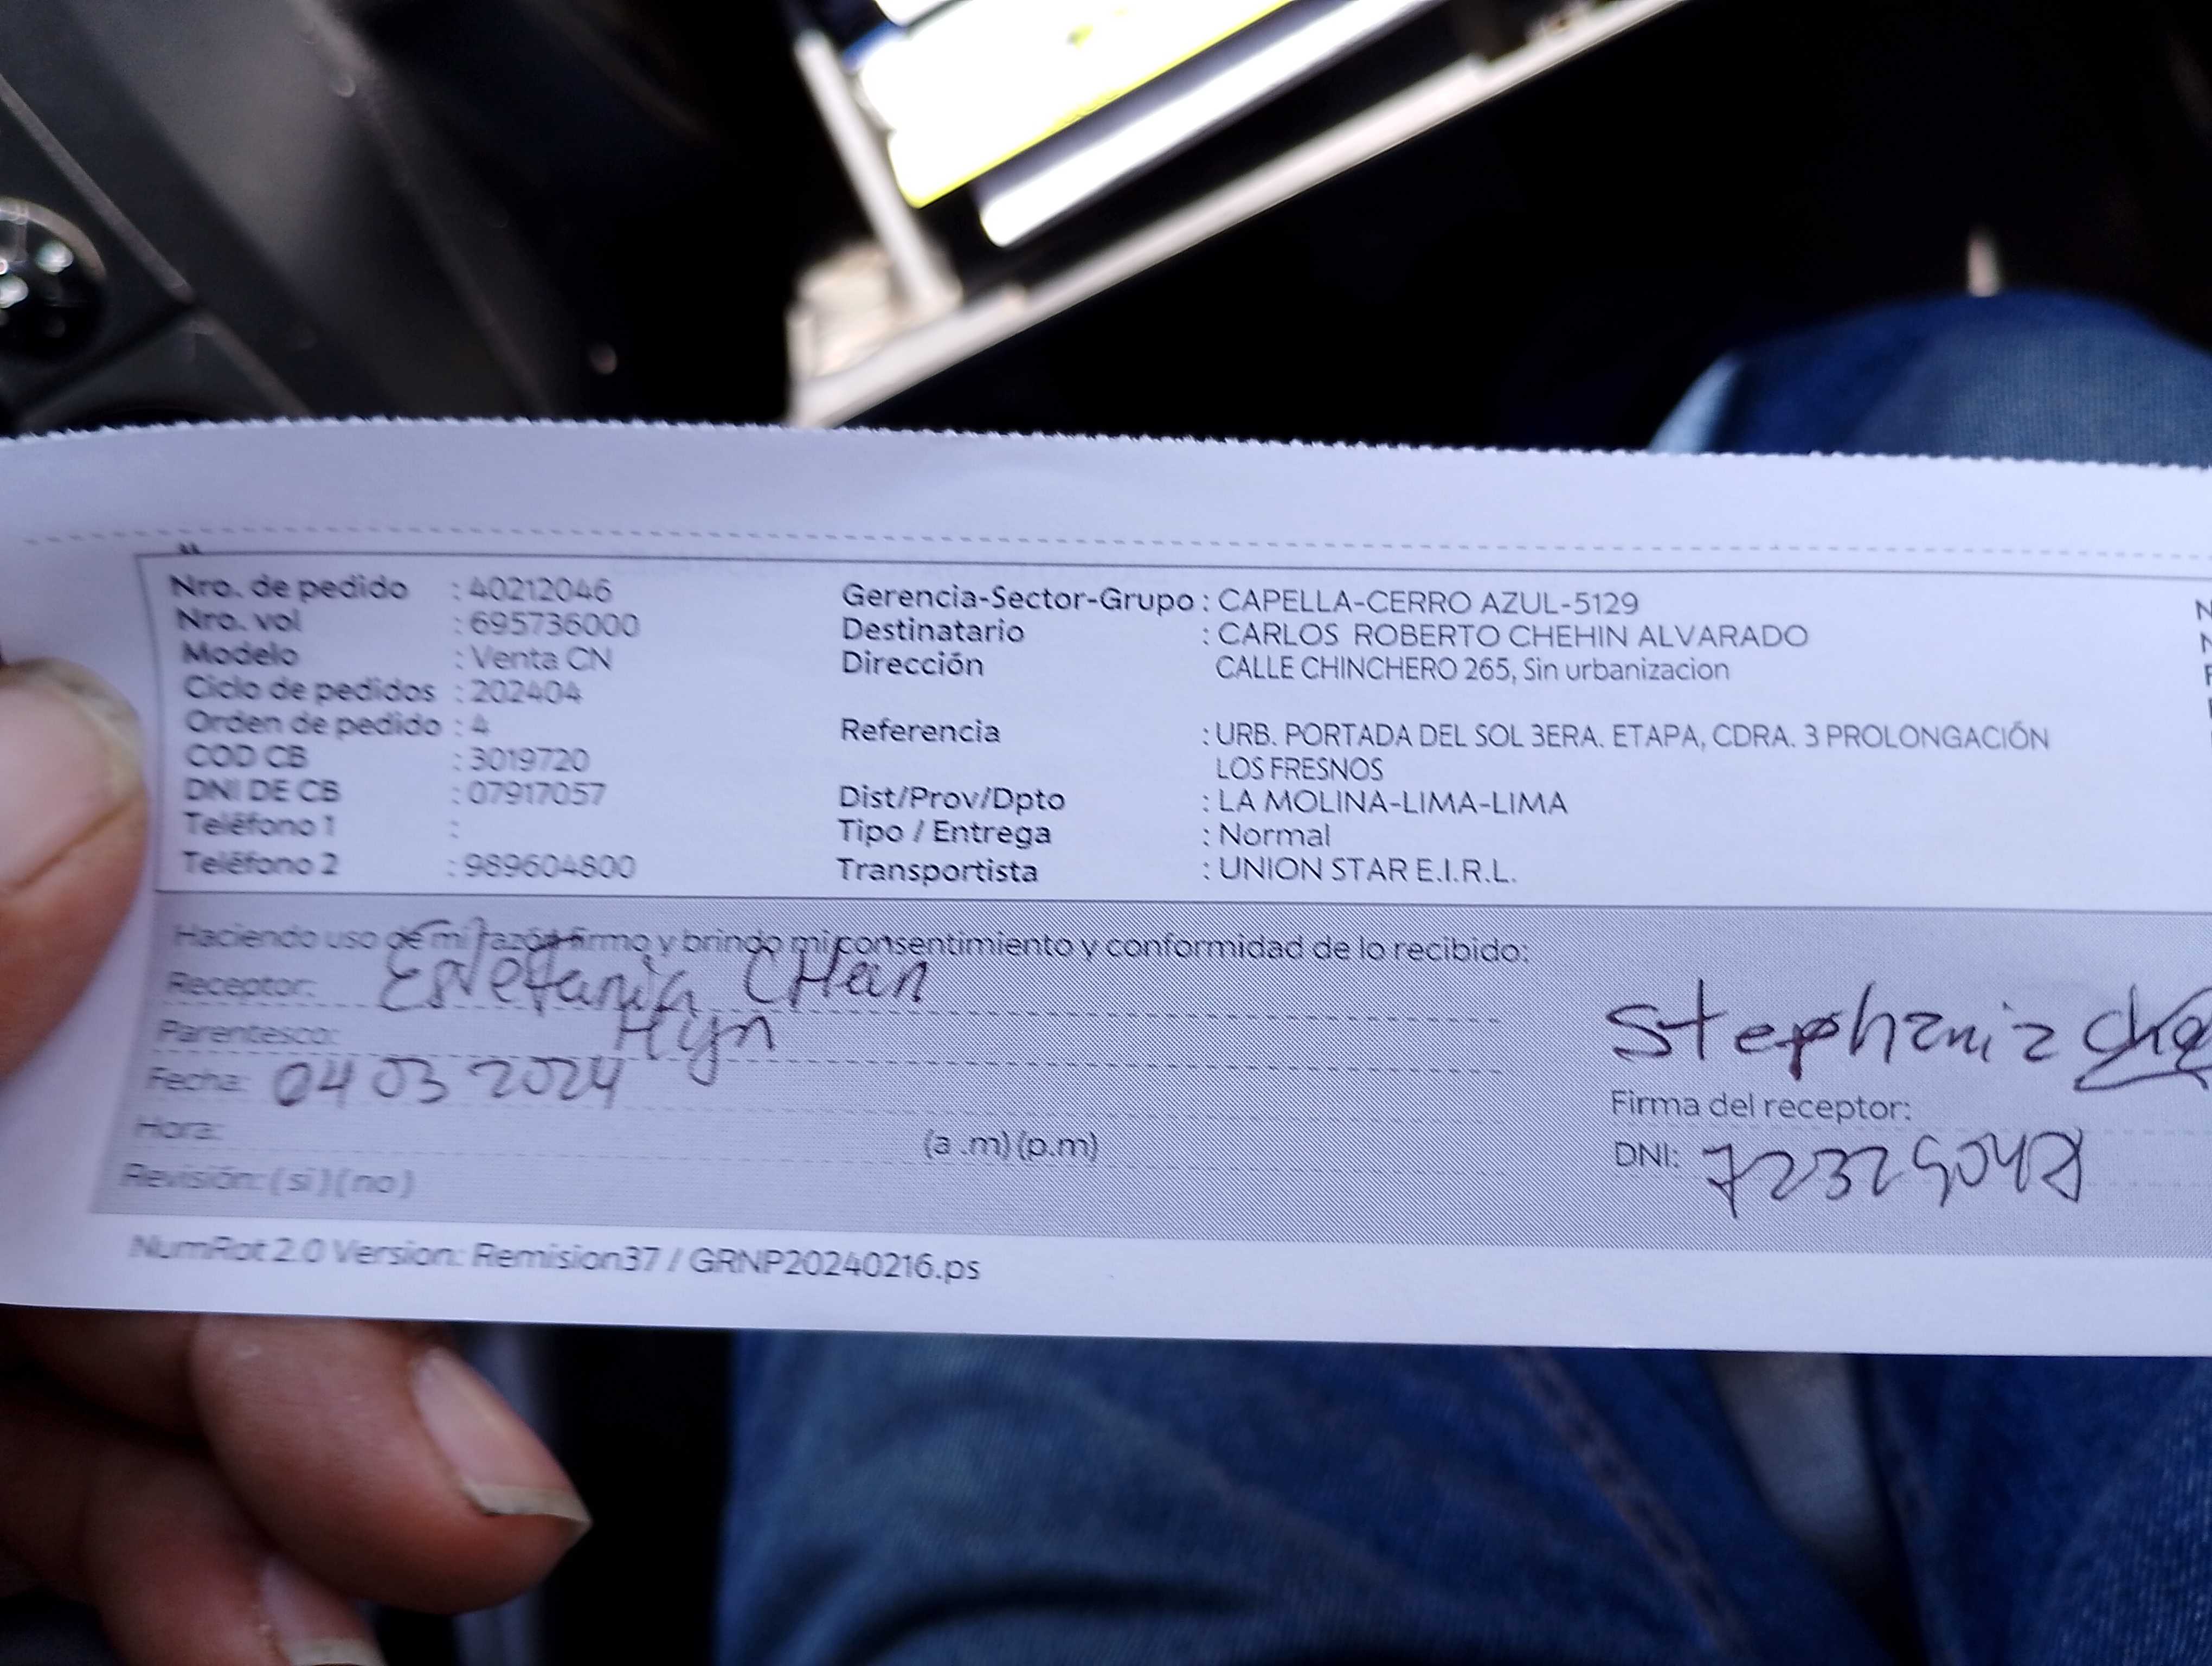 Nro. de pedido : 40212046
Nro. vol : 695736000
Modelo : Venta CN
Ciclo de pedidos : 202404
Orden de pedido : 4
COD CB : 3019720
DNI DE CB : 07917057
Teléfono 1 :
Teléfono 2 : 989604800
Gerencia-Sector-Grupo : CAPELLA-CERRO AZUL-5129
Destinatario : CARLOS ROBERTO CHEHIN ALVARADO
Dirección CALLE CHINCHERO 265, Sin urbanizacion
Referencia : URB. PORTADA DEL SOL 3ERA. ETAPA, CDRA. 3 PROLONGACIÓN
LOS FRESNOS
Dist/Prov/Dpto : LA MOLINA-LIMA-LIMA
Tipo / Entrega : Normal
Transportista : UNION STAR E.I.R.L.
Haciendo uso de mi razón firmo y brindo mi consentimiento y conformidad de lo recibido:
Receptor: Estefania
Parentesco:
Fecha: 04 03 2024
Hora: (a .m) (p.m)
Revisión: (si) (no)
Stephania
Firma del receptor:
DNI:
NumRot 2.0 Version: Remision37 / GRNP20240216.ps